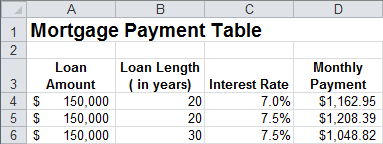 A B C D
1 Mortgage Payment Table
2
Loan Loan Length Monthly
3 Amount ( in years) Interest Rate Payment
4 $ 150,000 20 7.0% $1,162.95
5 $ 150,000 20 7.5% $1,208.39
6 $ 150,000 30 7.5% $1,048.82